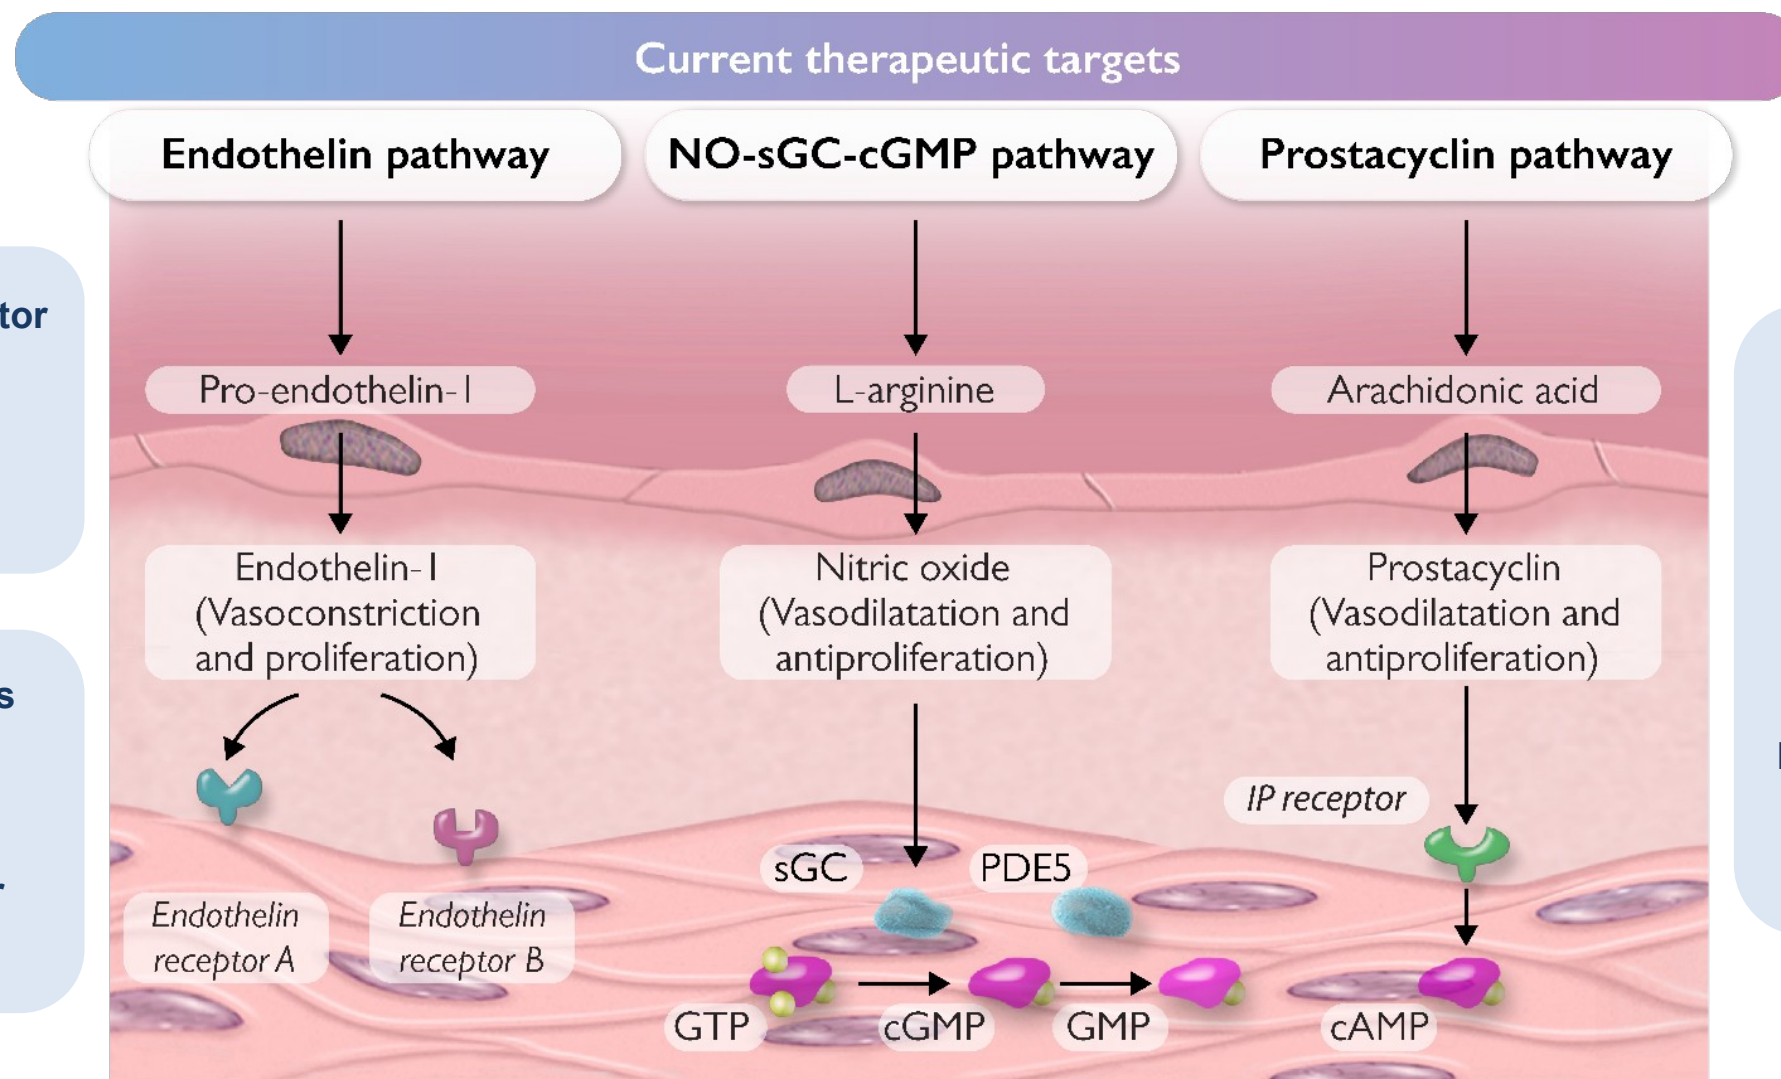 Current therapeutic targets
Endothelin pathway
NO-sGC-cGMP pathway
Prostacyclin pathway
tor
s
Pro-endothelin-1
L-arginine
Arachidonic acid
Endothelin-1
(Vasoconstriction
and proliferation)
Nitric oxide
(Vasodilatation and
antiproliferation)
Prostacyclin
(Vasodilatation and
antiproliferation)
IP receptor
sGC
PDE5
Endothelin
receptor A
Endothelin
receptor B
GTP
cGMP
GMP
cAMP